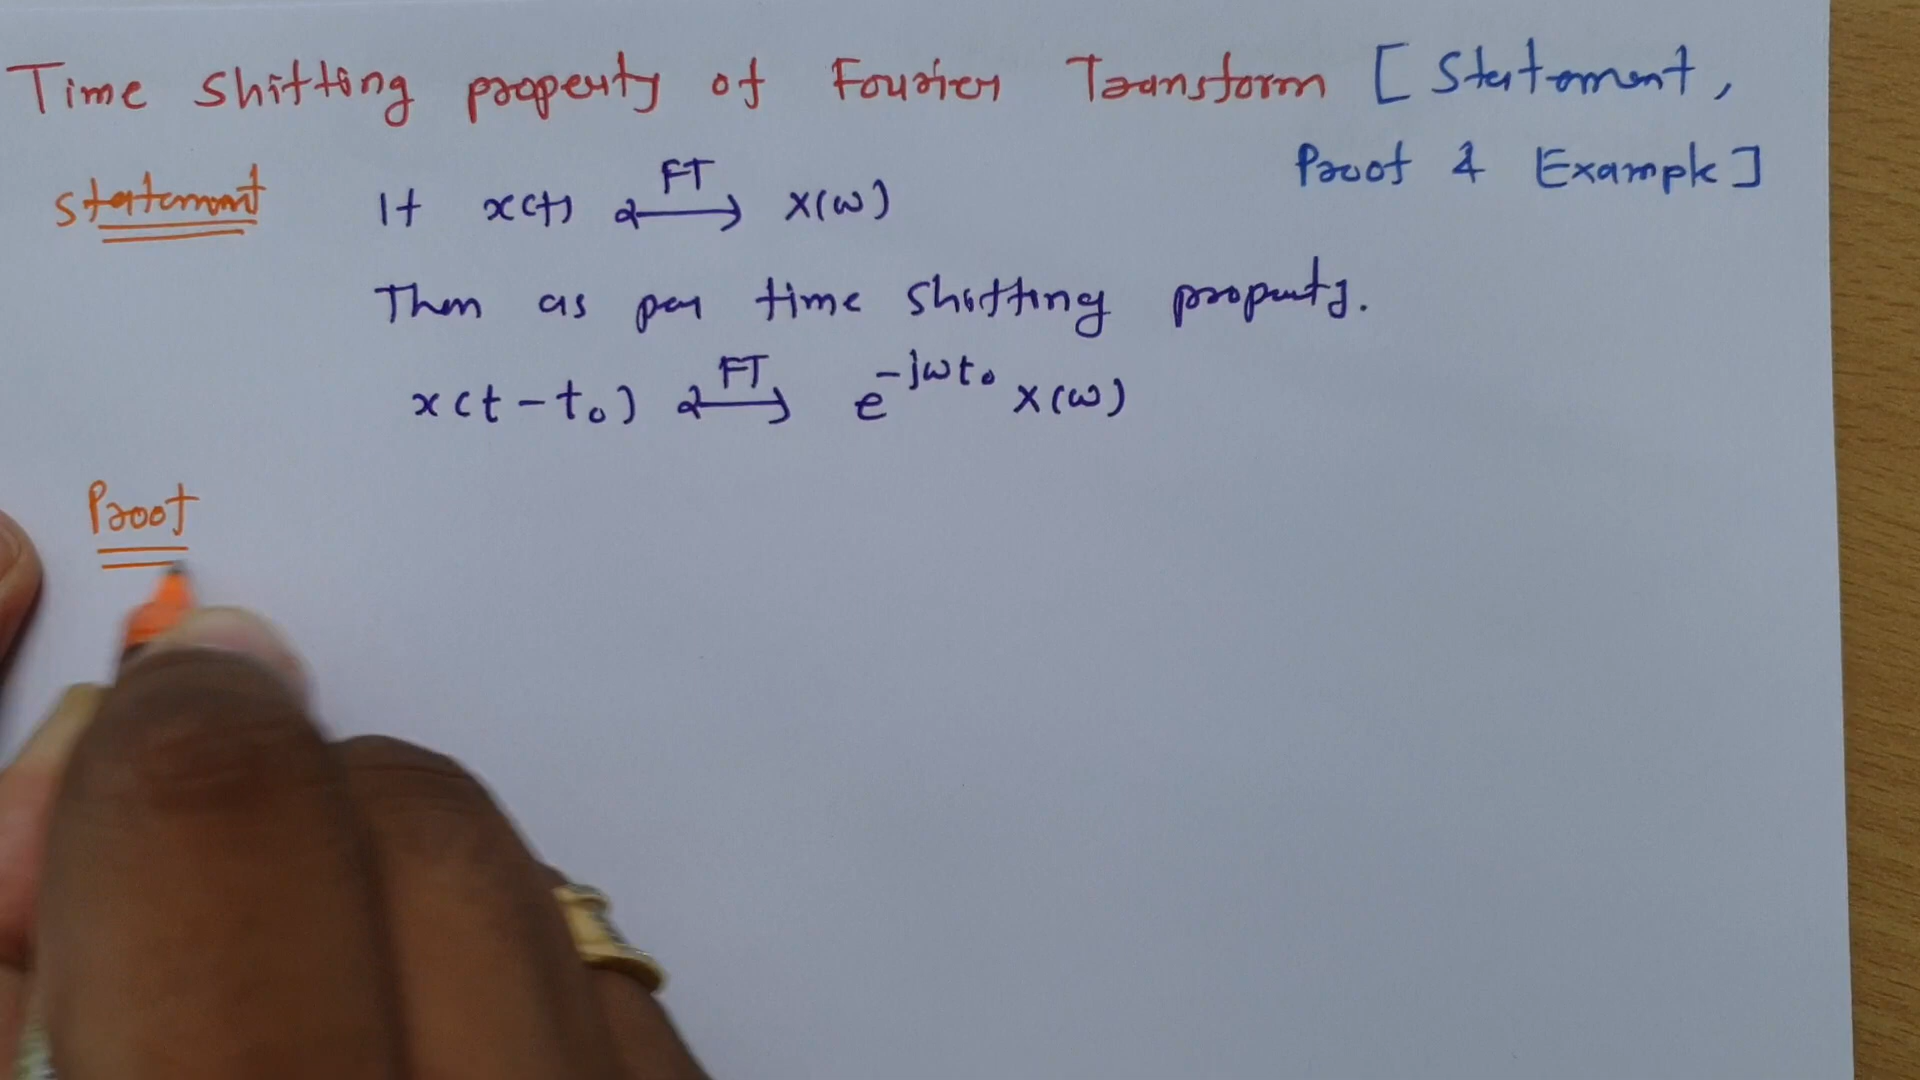 Time Shifting property of Fourier Transform [Statement,
Proof & Example]
Statement If x(t) ⟷ FT X(ω)
Then as per time shifting property.
x(t-t₀) ⟷ FT e^-jωt₀ X(ω)
Proof